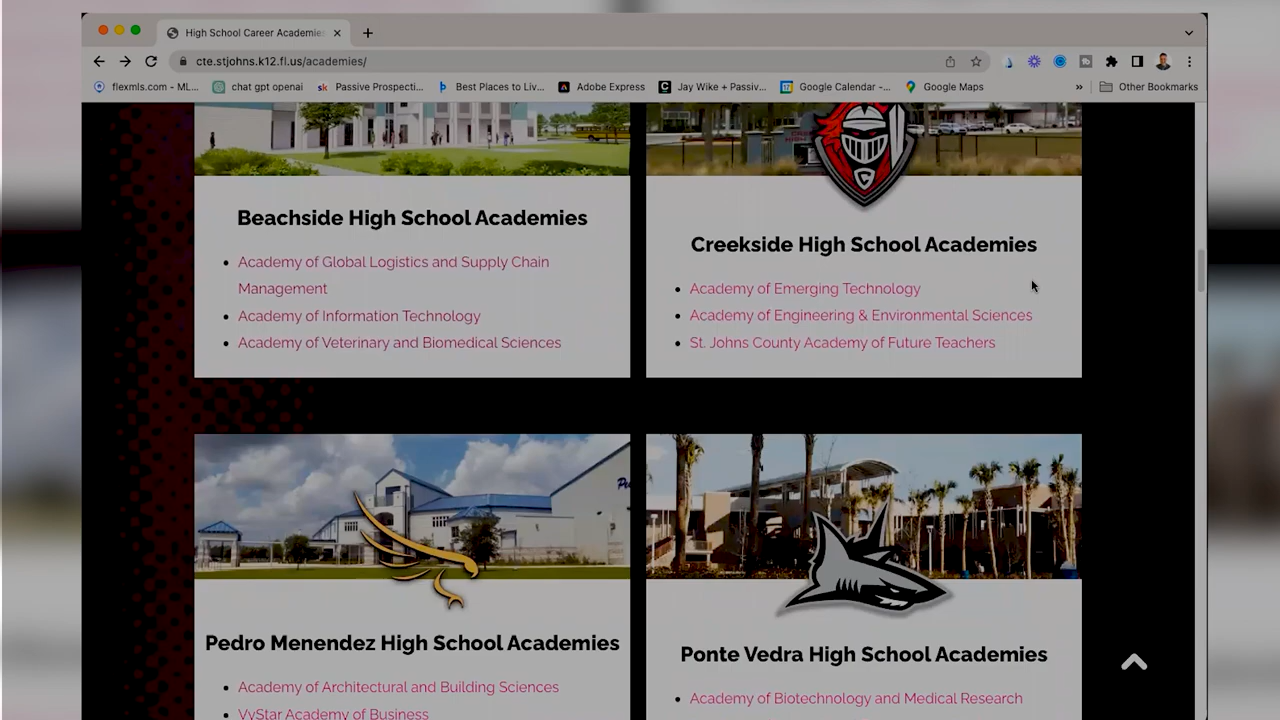 High School Career Academie
cte.stjohns.k12.fl.us/academies/
flexmls.com - ML...
chat gpt openai
Passive Prospecti...
Best Places to Liv...
Adobe Express
Jay Wike + Passiv...
Google Calendar -...
Google Maps
»
Other Bookmarks
Beachside High School Academies
Academy of Global Logistics and Supply Chain
Management
Academy of Information Technology
Academy of Veterinary and Biomedical Sciences
Creekside High School Academies
Academy of Emerging Technology
Academy of Engineering & Environmental Sciences
St. Johns County Academy of Future Teachers
Pedro Menendez High School Academies
Academy of Architectural and Building Sciences
VyStar Academy of Business
Ponte Vedra High School Academies
Academy of Biotechnology and Medical Research